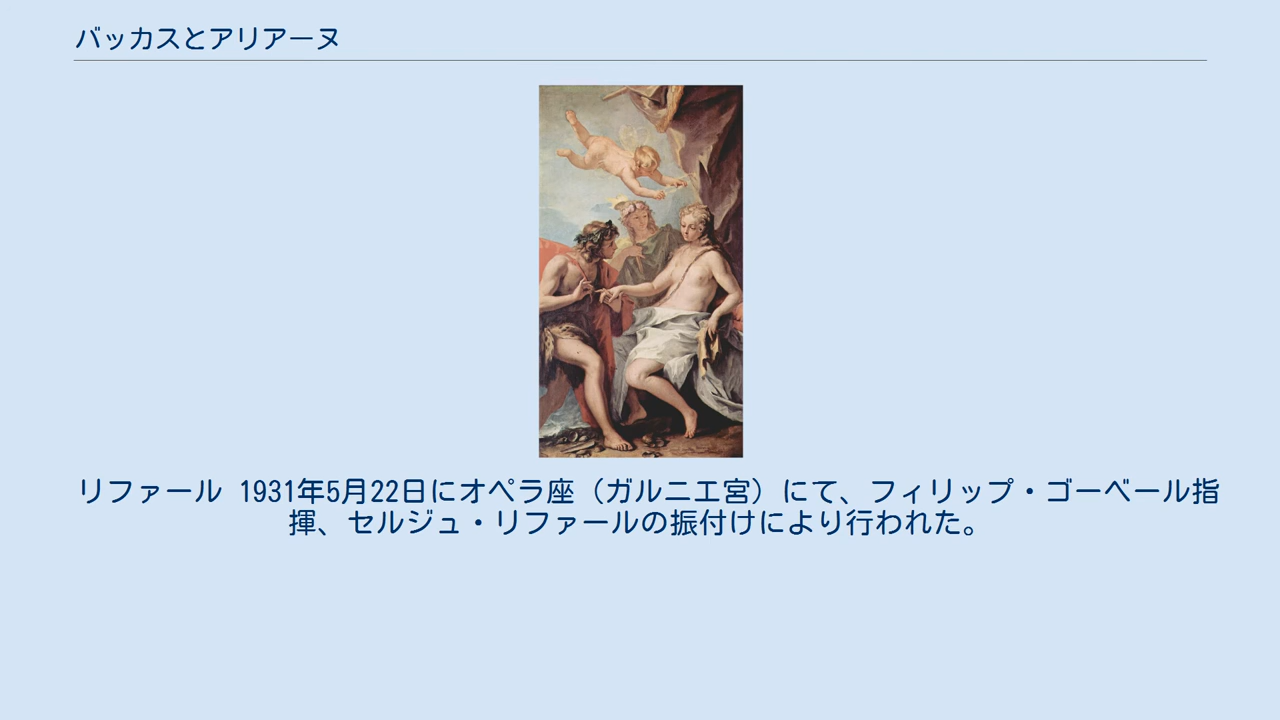 バッカスとアリアーヌ
リファール 1931年5月22日にオペラ座（ガルニエ宮）にて、フィリップ・ゴーベール指
揮、セルジュ・リファールの振付けにより行われた。